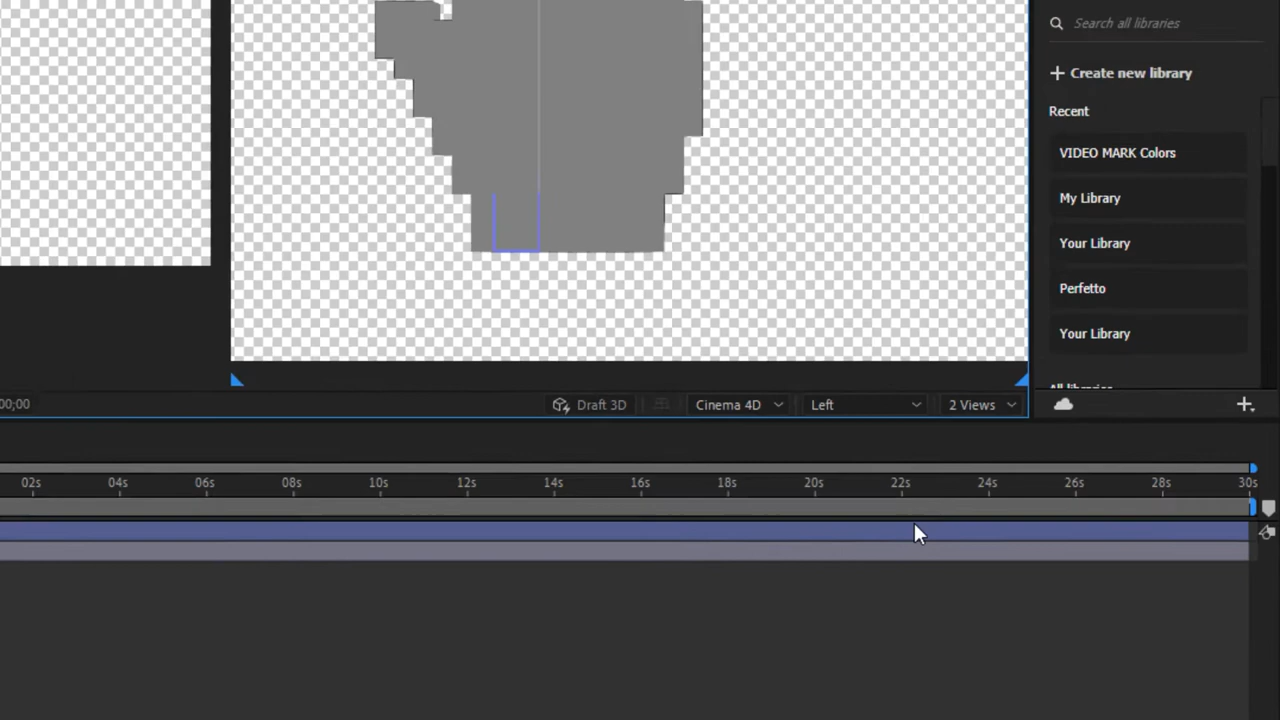 Search all libraries
Create new library
Recent
VIDEO MARK Colors
My Library
Your Library
Perfetto
Your Library
All libraries
00;00
Draft 3D
Cinema 4D
Left
2 Views
02s 04s 06s 08s 10s 12s 14s 16s 18s 20s 22s 24s 26s 28s 30s